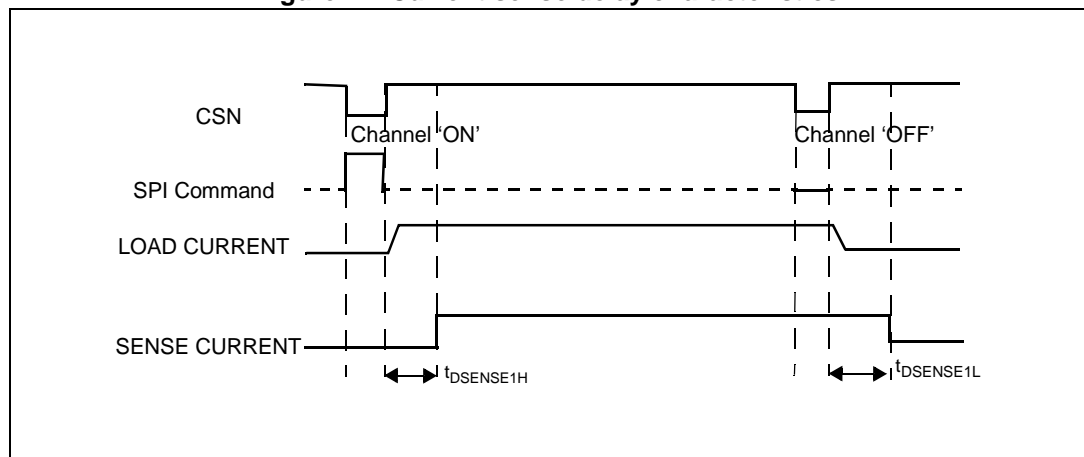 CSN
Channel 'ON'
Channel 'OFF'
SPI Command
LOAD CURRENT
SENSE CURRENT
tDSENSE1H
tDSENSE1L